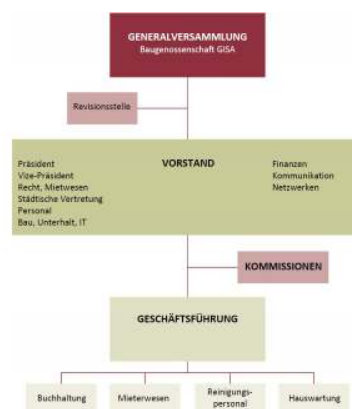 GENERALVERSAMMLUNG
Baugenossenschaft GISA
Revisionsstelle
VORSTAND
Präsident
Vize-Präsident
Recht, Mietwesen
Städtische Vertretung
Personal
Bau, Unterhalt, IT
Finanzen
Kommunikation
Netzwerken
KOMMISSIONEN
GESCHÄFTSFÜHRUNG
Buchhaltung
Mieterwesen
Reinigungs-
personal
Hauswartung